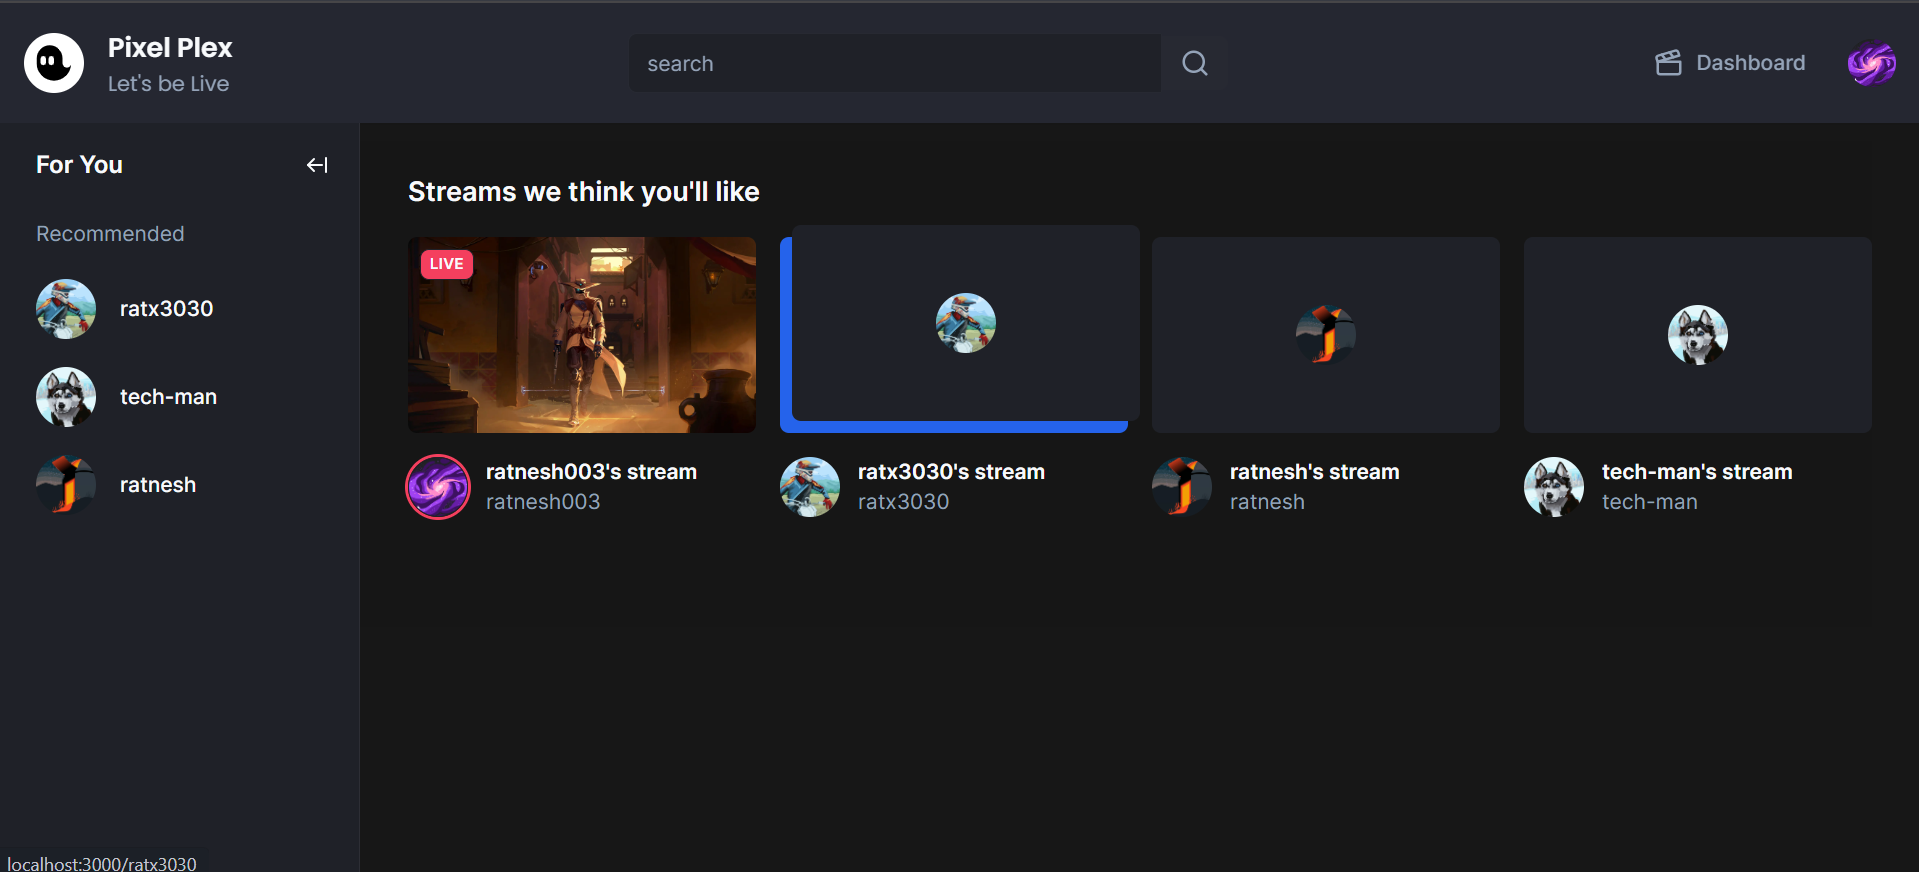 Pixel Plex
Let's be Live
search
Dashboard
For You
Recommended
ratx3030
tech-man
ratnesh
Streams we think you'll like
LIVE
ratnesh003's stream
ratnesh003
ratx3030's stream
ratx3030
ratnesh's stream
ratnesh
tech-man's stream
tech-man
localhost:3000/ratx3030